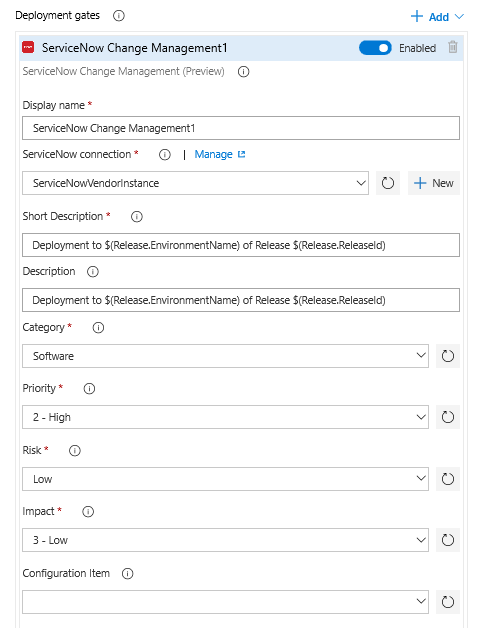 Deployment gates
Add
ServiceNow Change Management1
Enabled
ServiceNow Change Management (Preview)
Display name *
ServiceNow Change Management1
ServiceNow connection * | Manage
ServiceNowVendorInstance
New
Short Description *
Deployment to $(Release.EnvironmentName) of Release $(Release.ReleaseId)
Description
Deployment to $(Release.EnvironmentName) of Release $(Release.ReleaseId)
Category *
Software
Priority *
2 - High
Risk *
Low
Impact *
3 - Low
Configuration Item